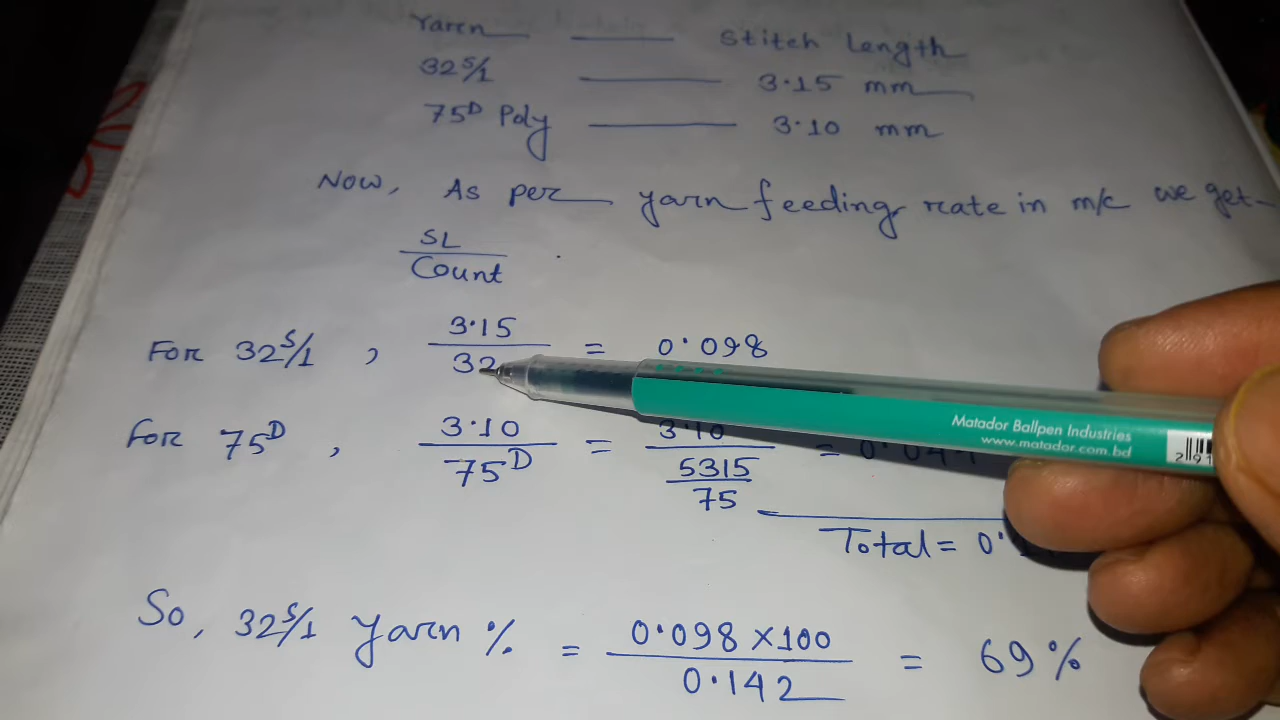 Yarn — Stitch Length
32S/1 — 3.15 mm
75D Poly — 3.10 mm
Now, As per yarn feeding rate in m/c we get-
SL
Count
For 32S/1, 3.15 / 32 = 0.098
For 75D, 3.10 / 75D = 3.10 / 5315 / 75 =
Total = 0.
So, 32S/1 Yarn % = 0.098 x 100 / 0.142 = 69%
Matador Ballpen Industries
www.matador.com.bd